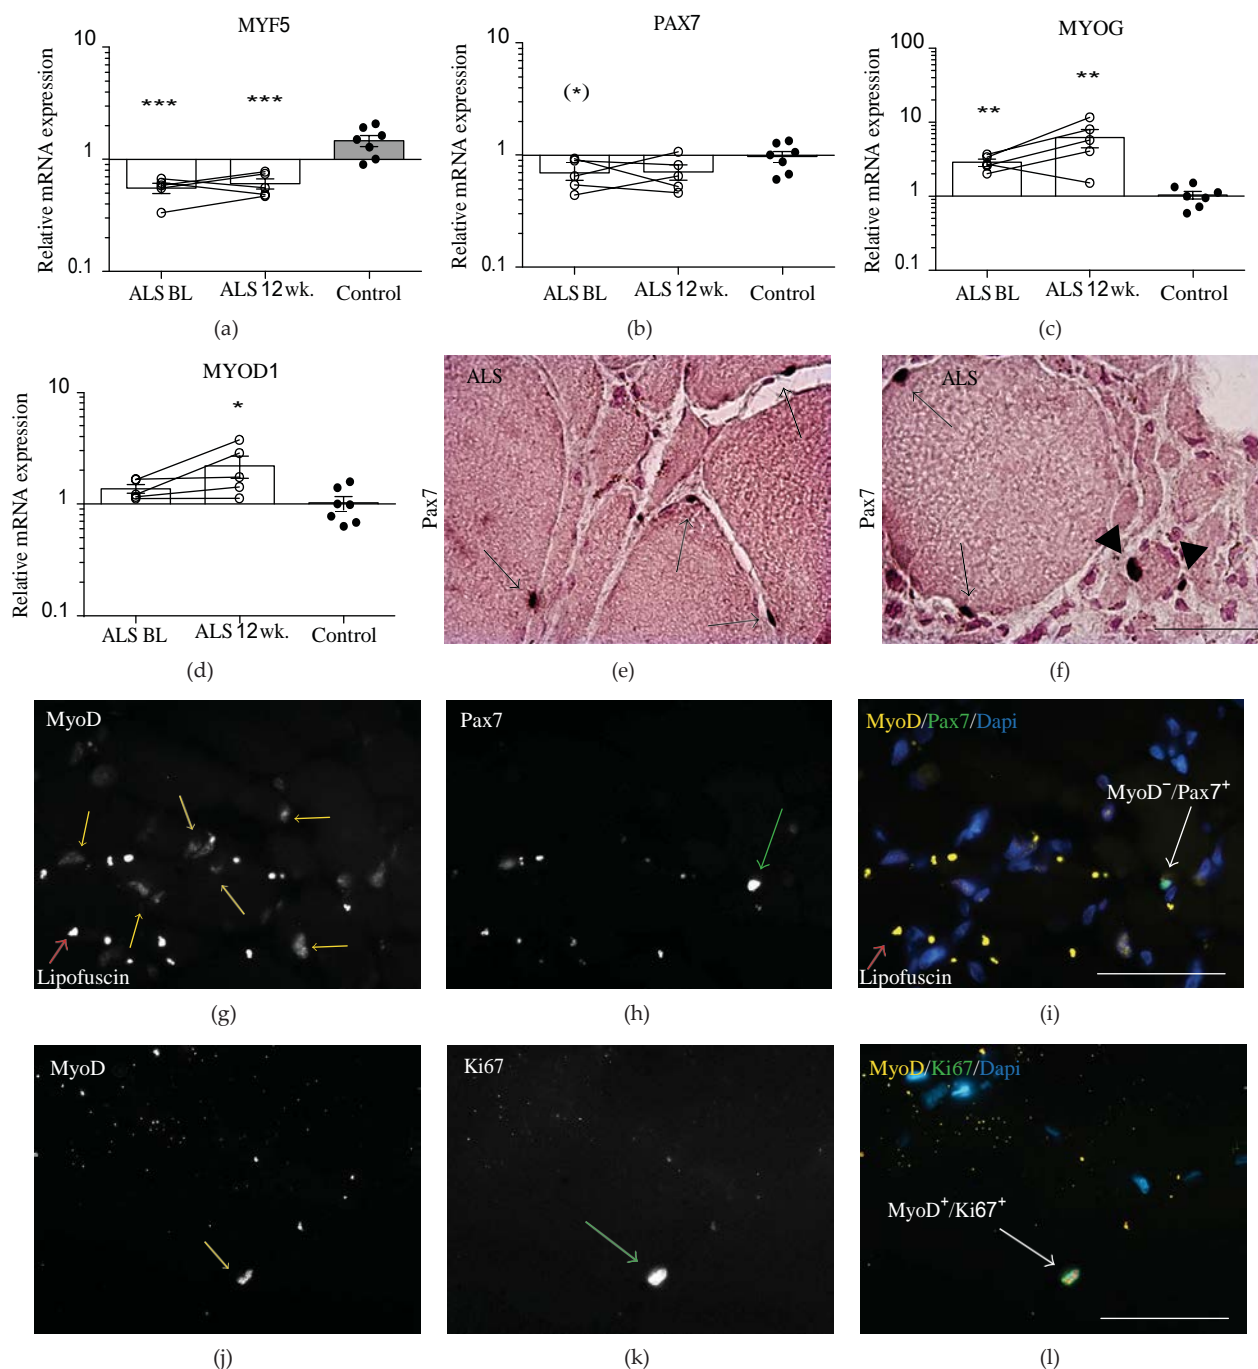 MYF5
Relative mRNA expression
10
1
0.1
***
***
ALS BL
ALS 12 wk.
Control
(a)
PAX7
Relative mRNA expression
10
1
0.1
(*)
ALS BL
ALS 12 wk.
Control
(b)
MYOG
Relative mRNA expression
100
10
1
0.1
**
**
ALS BL
ALS 12 wk.
Control
(c)
MYOD1
Relative mRNA expression
10
1
0.1
*
ALS BL
ALS 12 wk.
Control
(d)
Pax7
ALS
(e)
Pax7
ALS
(f)
MyoD
Lipofuscin
(g)
Pax7
(h)
MyoD/Pax7/Dapi
MyoD⁻/Pax7⁺
Lipofuscin
(i)
MyoD
(j)
Ki67
(k)
MyoD/Ki67/Dapi
MyoD⁺/Ki67⁺
(l)